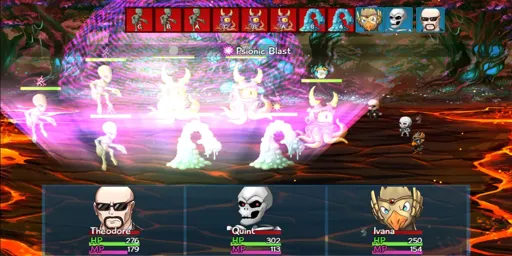 Psionic Blast
Theodore
HP 276
MP 179
Quint
HP 302
MP 113
Ivana
HP 250
MP 154